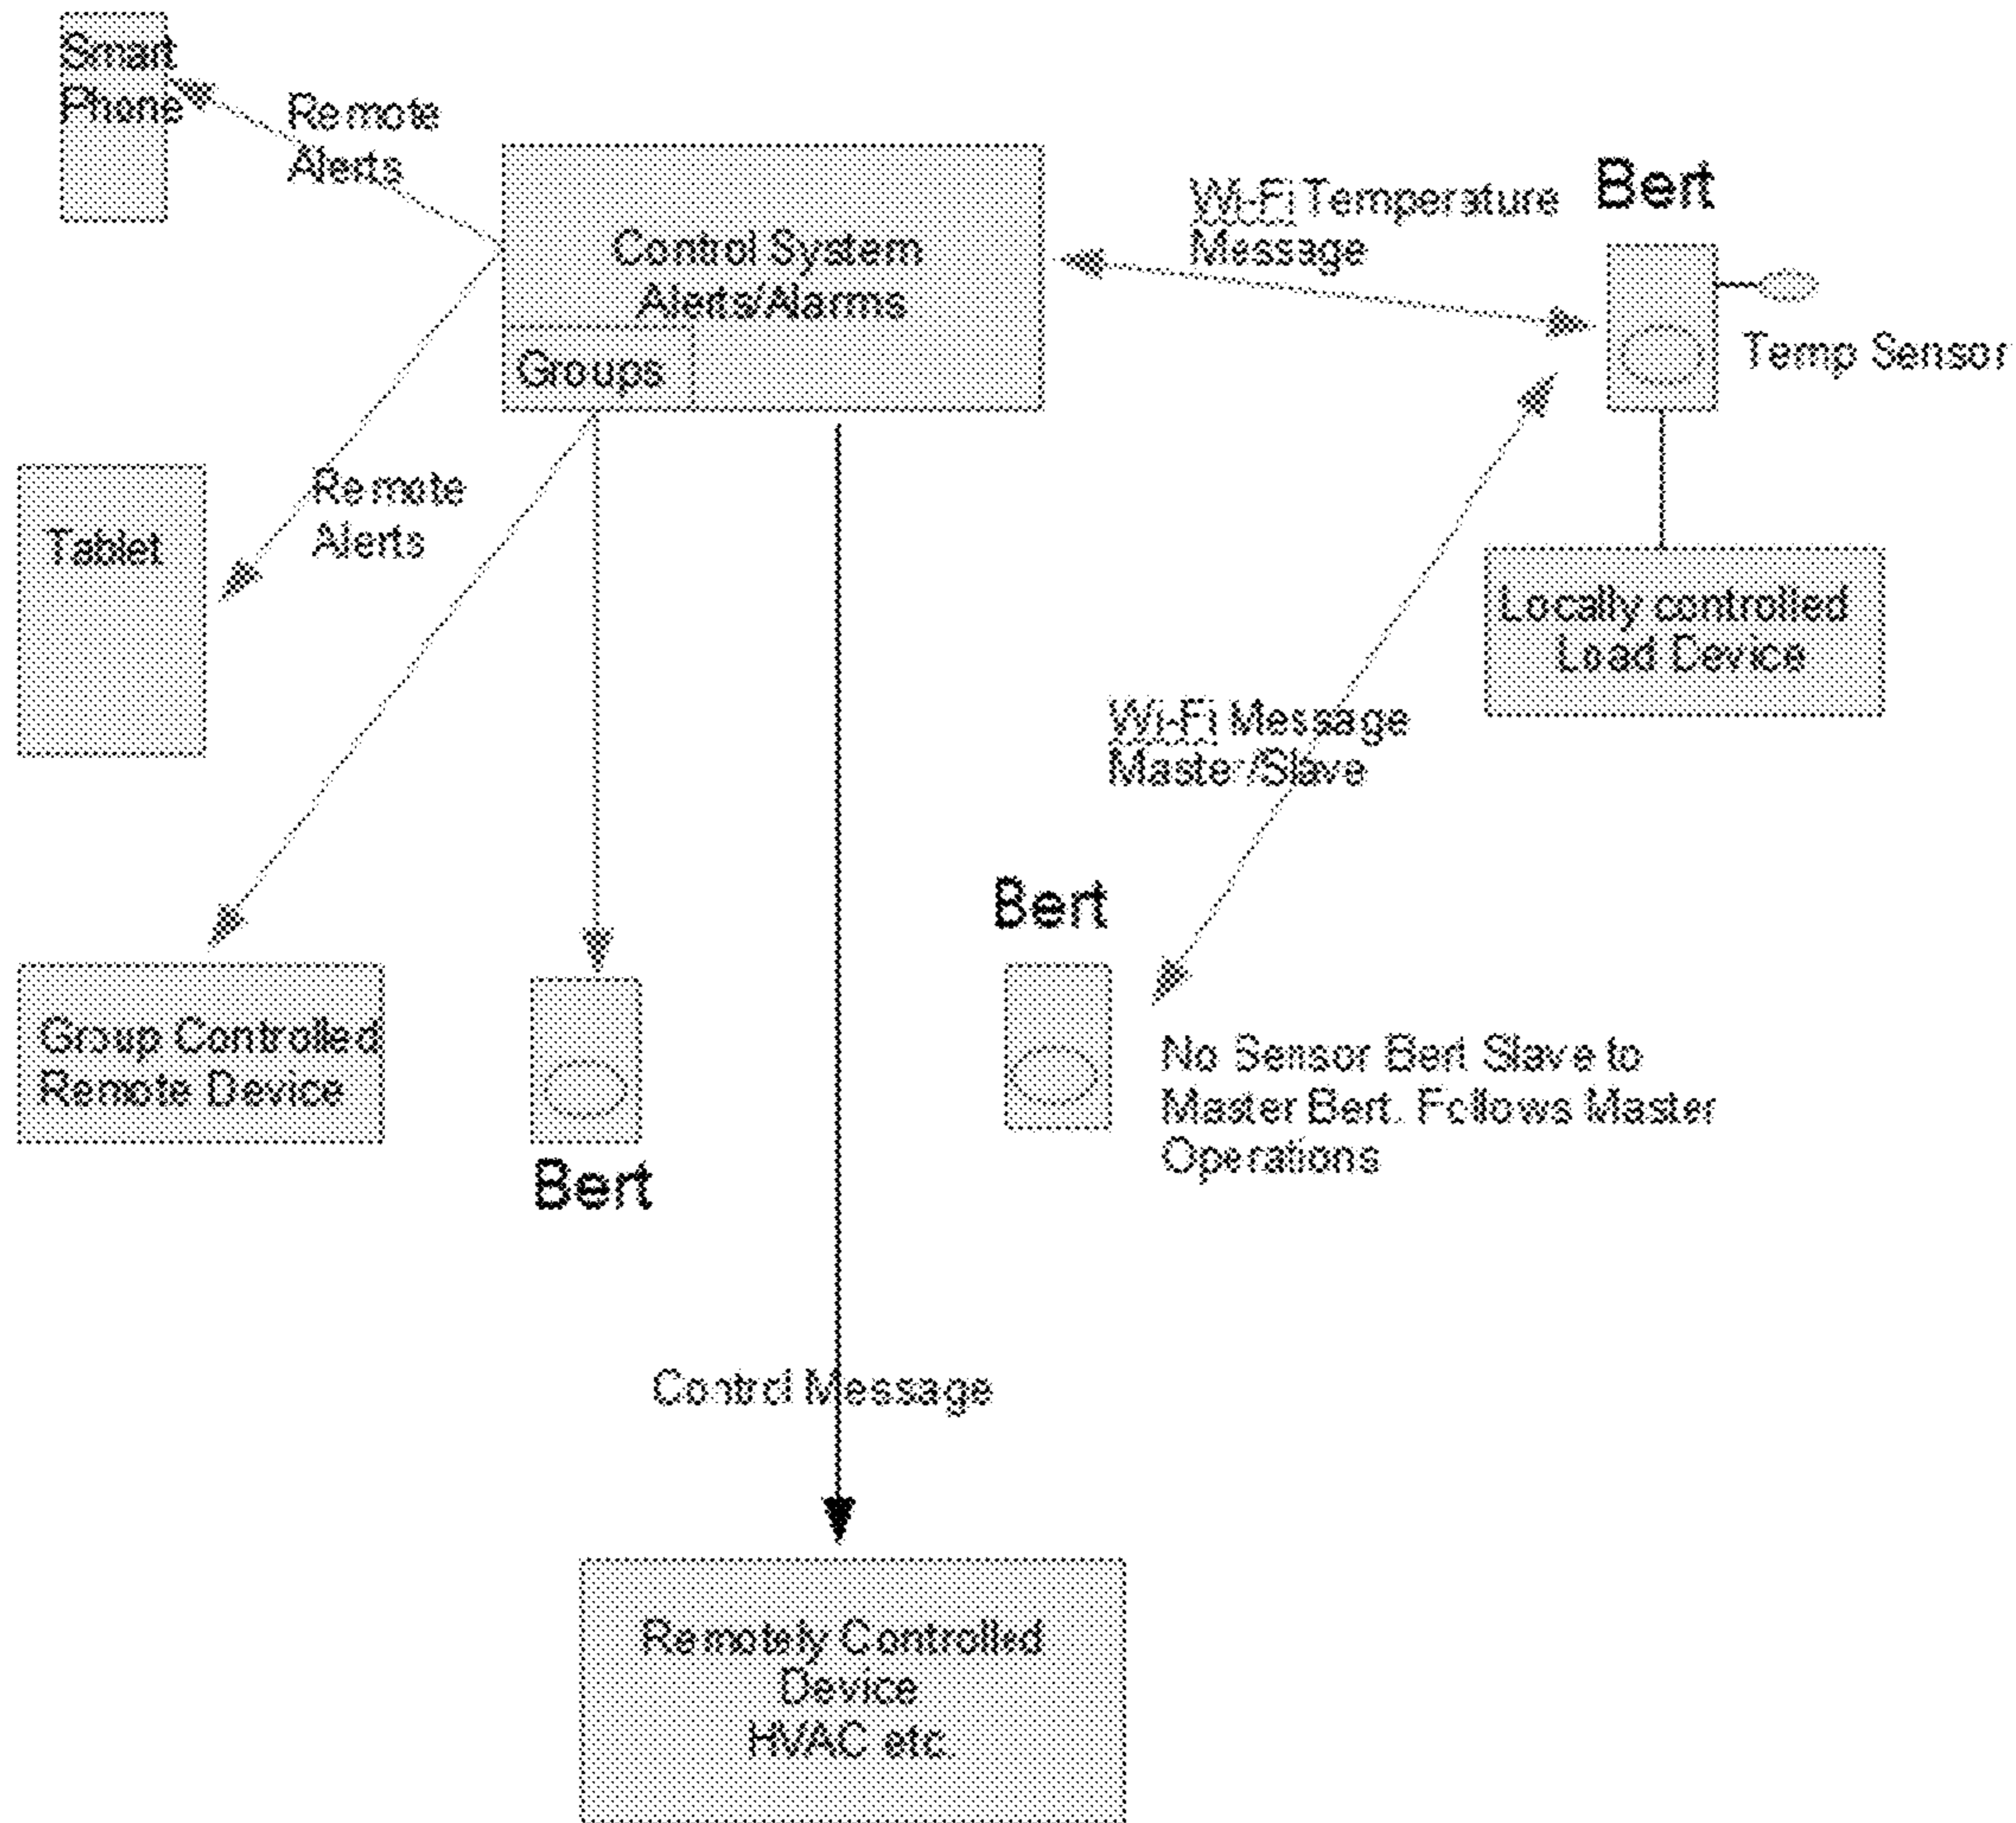 Smart
Phone
Remote
Alerts
Control System
Alerts/Alarms
Groups
Wi-Fi Temperature
Message
Bert
Temp Sensor
Tablet
Remote
Alerts
Locally controlled
Load Device
Wi-Fi Message
Master/Slave
Bert
Group Controlled
Remote Device
Bert
No Sensor Bert Slave to
Master Bert. Follows Master
Operations
Control Message
Remotely Controlled
Device
HVAC etc.